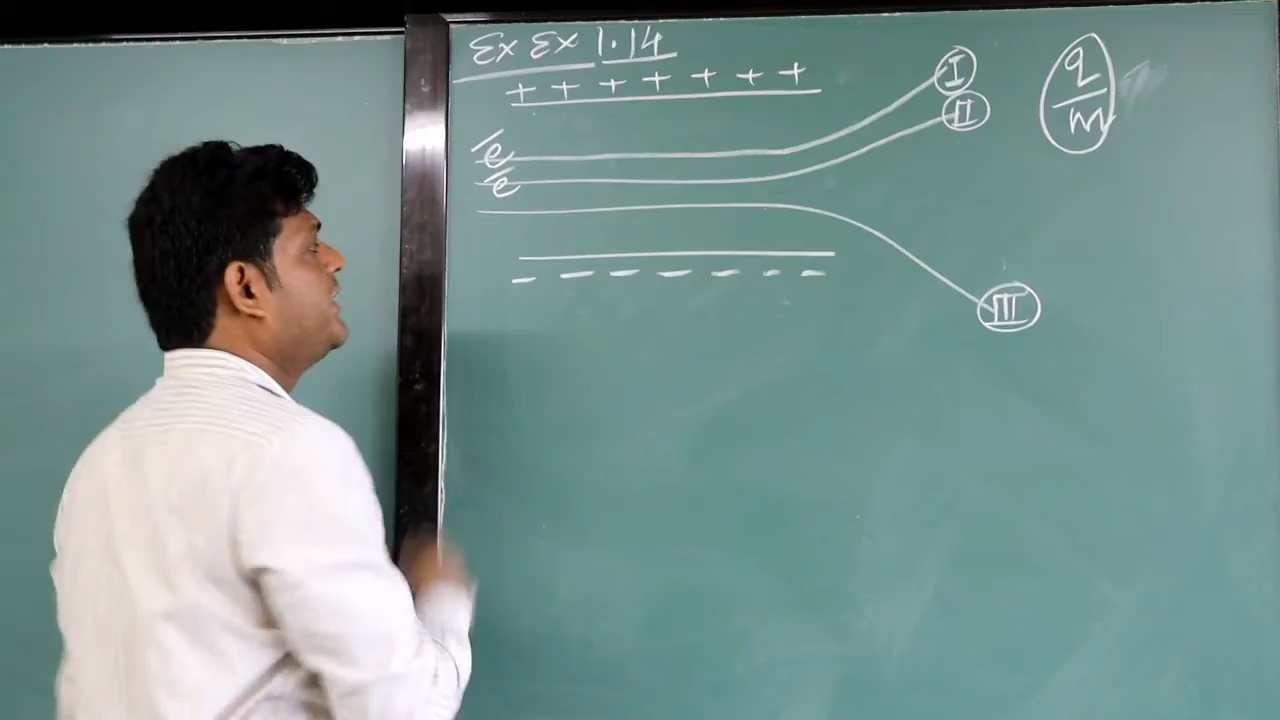 Ex Ex 1.14
+ + + + + + +
I
II
q/m
e
e
III
- - - - - - -